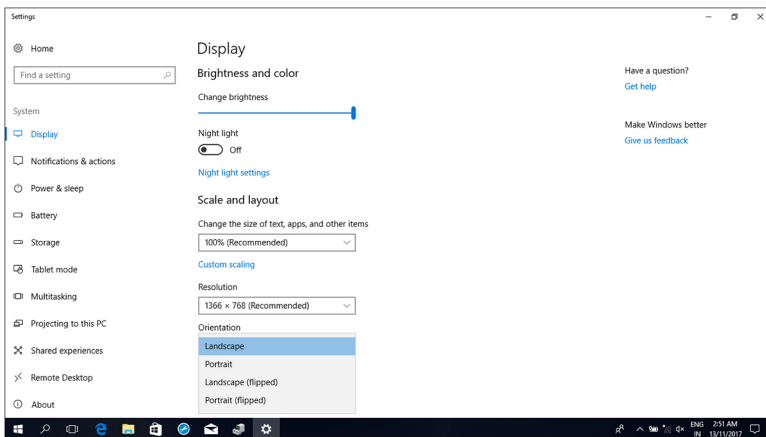 Settings
Home
Find a setting
System
Display
Notifications & actions
Power & sleep
Battery
Storage
Tablet mode
Multitasking
Projecting to this PC
Shared experiences
Remote Desktop
About
Display
Brightness and color
Change brightness
Night light
Off
Night light settings
Scale and layout
Change the size of text, apps, and other items
100% (Recommended)
Custom scaling
Resolution
1366 × 768 (Recommended)
Orientation
Landscape
Portrait
Landscape (flipped)
Portrait (flipped)
Have a question?
Get help
Make Windows better
Give us feedback
ENG
IN
2:51 AM
13/11/2017